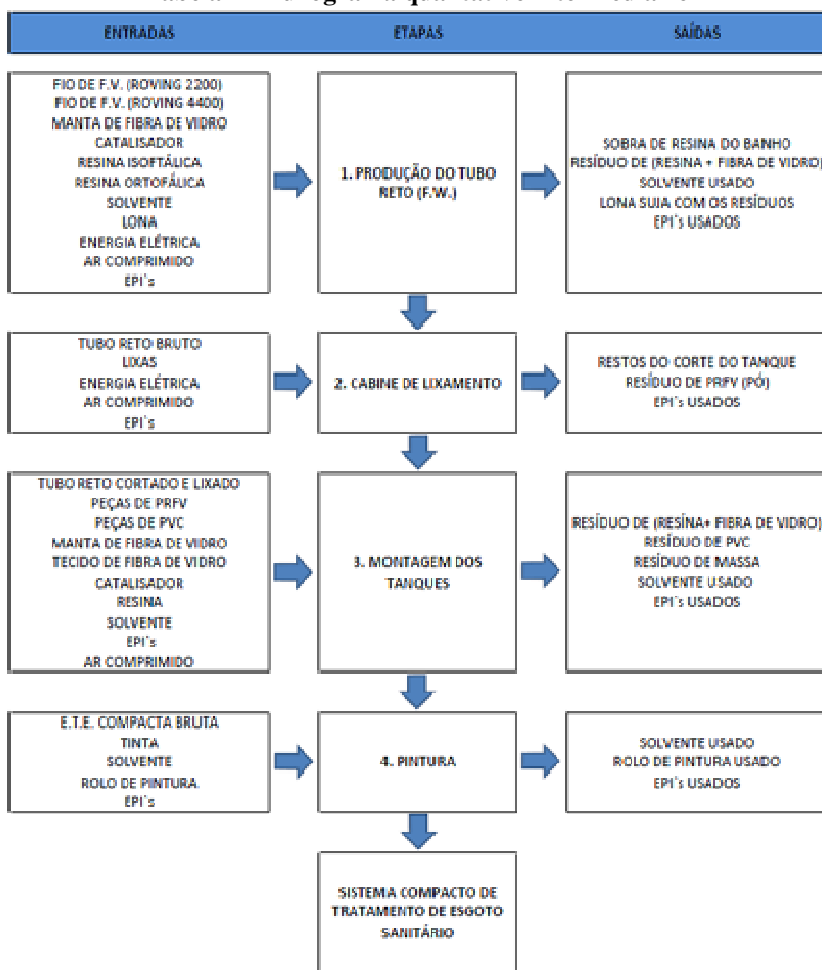 ENTRADAS
ETAPAS
SAÍDAS
FIO DE F.V. (ROVING 2200)
FIO DE F.V. (ROVING 4400)
MANTA DE FIBRA DE VIDRO
CATALISADOR
RESINA ISOFTÁLICA
RESINA ORTOFÁLICA
SOLVENTE
LONA
ENERGIA ELÉTRICA
AR COMPRIMIDO
EPI's
1. PRODUÇÃO DO TUBO
RETO (F.W.)
SOBRA DE RESINA DO BANHO
RESÍDUO DE (RESINA + FIBRA DE VIDRO)
SOLVENTE USADO
LONA SUJA COM OS RESÍDUOS
EPI's USADOS
TUBO RETO BRUTO
LIXAS
ENERGIA ELÉTRICA
AR COMPRIMIDO
EPI's
2. CABINE DE LIXAMENTO
RESTOS DO CORTE DO TANQUE
RESÍDUO DE PRFV (PÓ)
EPI's USADOS
TUBO RETO CORTADO E LIXADO
PEÇAS DE PRFV
PEÇAS DE PVC
MANTA DE FIBRA DE VIDRO
TECIDO DE FIBRA DE VIDRO
CATALISADOR
RESINA
SOLVENTE
EPI's
AR COMPRIMIDO
3. MONTAGEM DOS
TANQUES
RESÍDUO DE (RESÍNA+ FIBRA DE VIDRO)
RESÍDUO DE PVC
RESÍDUO DE MASSA
SOLVENTE USADO
EPI's USADOS
E.T.E. COMPACTA BRUTA
TINTA
SOLVENTE
ROLO DE PINTURA
EPI's
4. PINTURA
SOLVENTE USADO
ROLO DE PINTURA USADO
EPI's USADOS
SISTEMA COMPACTO DE
TRATAMENTO DE ESGOTO
SANITÁRIO